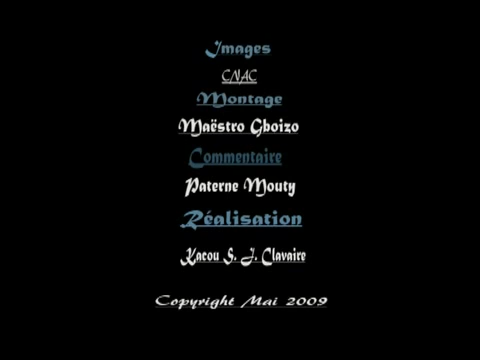 Images
CNAC
Montage
Maëstro Gboizo
Commentaire
Paterne Mouty
Réalisation
Kacou S. J. Clavaire
Copyright Mai 2009